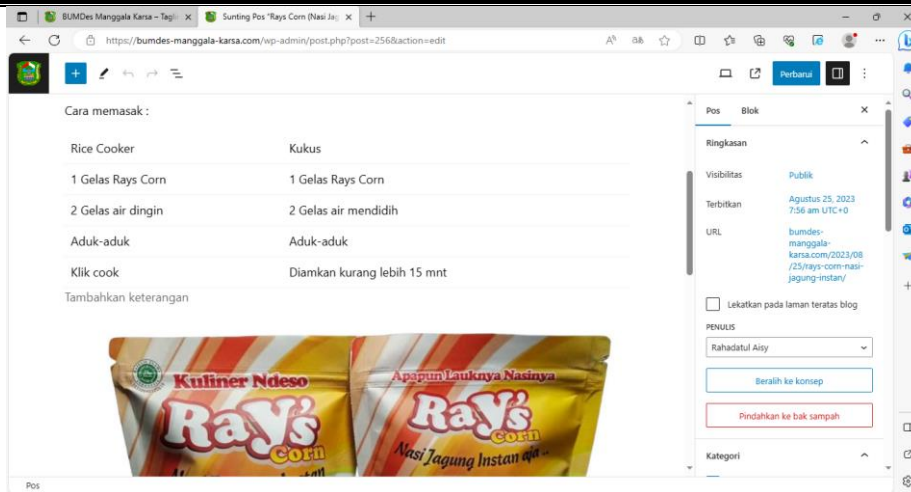 BUMDes Manggala Karsa – Tagli
Sunting Pos "Rays Corn (Nasi Jag
https://bumdes-manggala-karsa.com/wp-admin/post.php?post=256&action=edit
Perbarui
Cara memasak :
Rice Cooker Kukus
1 Gelas Rays Corn 1 Gelas Rays Corn
2 Gelas air dingin 2 Gelas air mendidih
Aduk-aduk Aduk-aduk
Klik cook Diamkan kurang lebih 15 mnt
Tambahkan keterangan
Kuliner Ndeso
Ray's
Corn
Apapun Lauknya Nasinya
Ray's
Corn
Nasi Jagung Instan aja ..
Pos Blok
Ringkasan
Visibilitas Publik
Terbitkan Agustus 25, 2023
7:56 am UTC+0
URL bumdes-
manggala-
karsa.com/2023/08
/25/rays-corn-nasi-
jagung-instan/
Lekatkan pada laman teratas blog
PENULIS
Rahadatul Aisy
Beralih ke konsep
Pindahkan ke bak sampah
Kategori
Pos